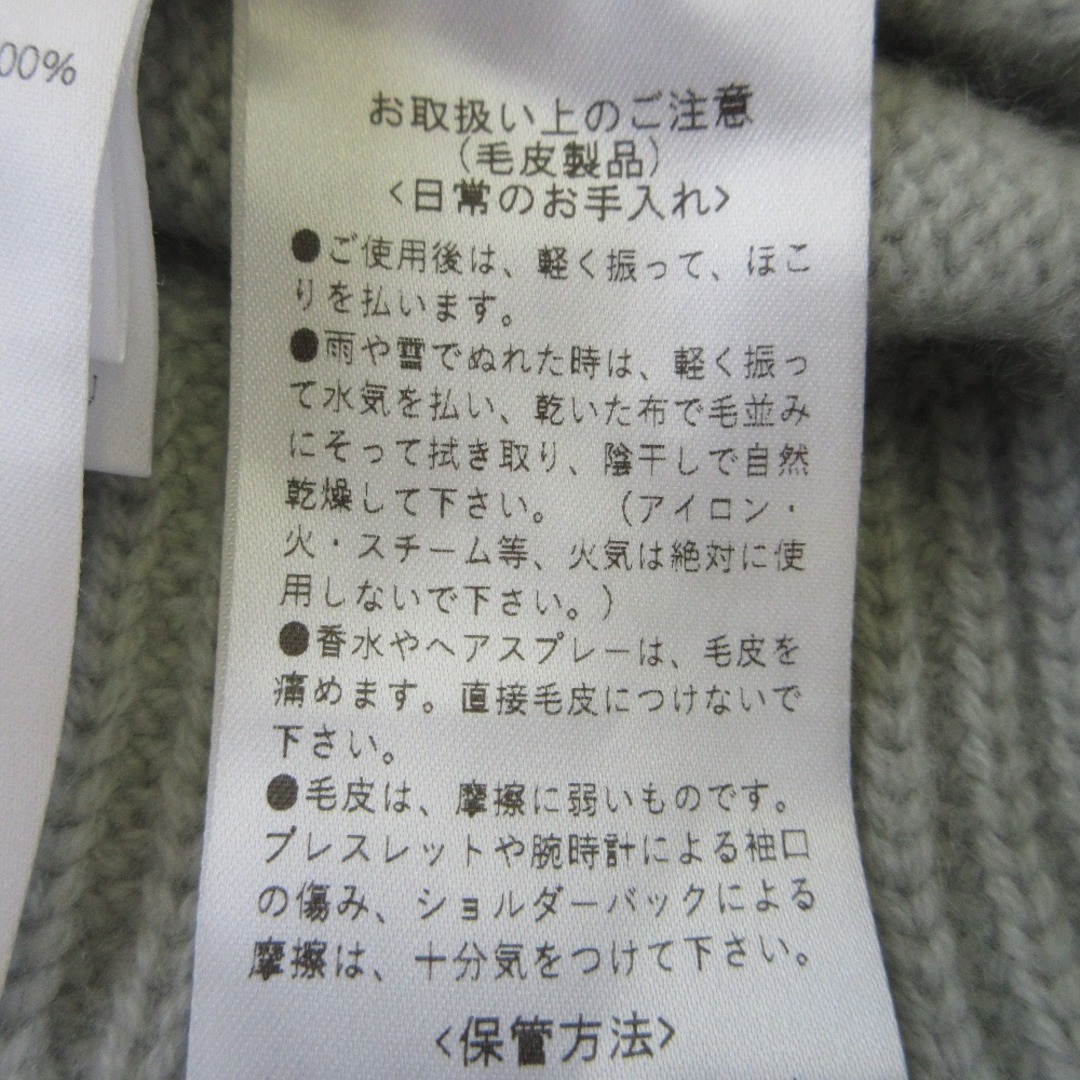 00%
お取扱い上のご注意
（毛皮製品）
<日常のお手入れ>
●ご使用後は、軽く振って、ほこ
りを払います。
●雨や雪でぬれた時は、軽く振っ
て水気を払い、乾いた布で毛並み
にそって拭き取り、陰干しで自然
乾燥して下さい。　（アイロン・
火・スチーム等、火気は絶対に使
用しないで下さい。）
●香水やヘアスプレーは、毛皮を
痛めます。直接毛皮につけないで
下さい。
●毛皮は、摩擦に弱いものです。
ブレスレットや腕時計による袖口
の傷み、ショルダーバックによる
摩擦は、十分気をつけて下さい。
<保管方法>